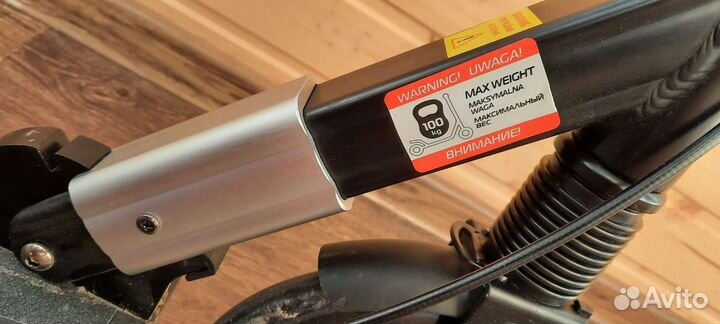 WARNING! UWAGA!
MAX WEIGHT
MAKSYMALNA
WAGA
МАКСИМАЛЬНЫЙ
ВЕС
100
kg
ВНИМАНИЕ!
Avito